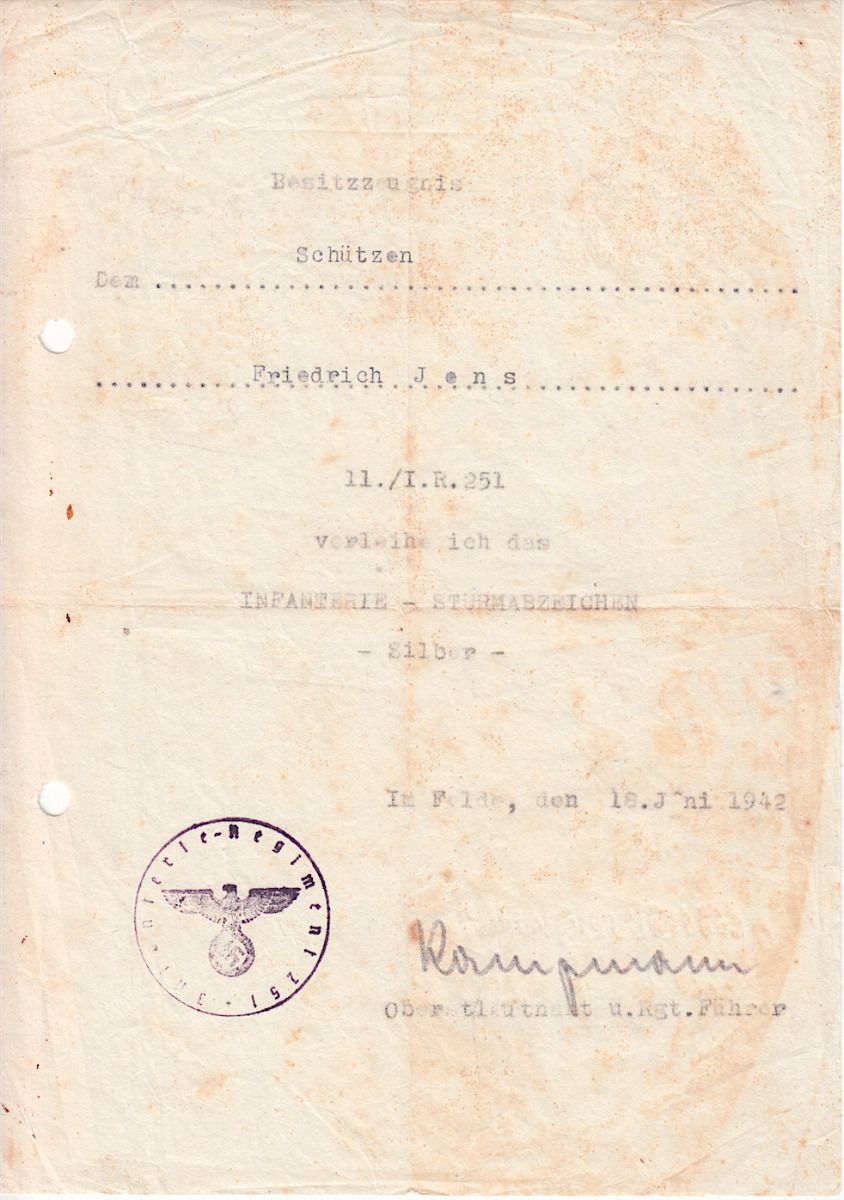 Besitzzeugnis
Schützen
Dem ................................................
Friedrich J e n s
11./I.R.251
verleihe ich das
INFANTERIE - STURMABZEICHEN
- Silber -
Im Felde, den 18.Juni 1942
Infanterie-Regiment 251 +
Kampmann
Oberstleutnant u.Rgt.Führer